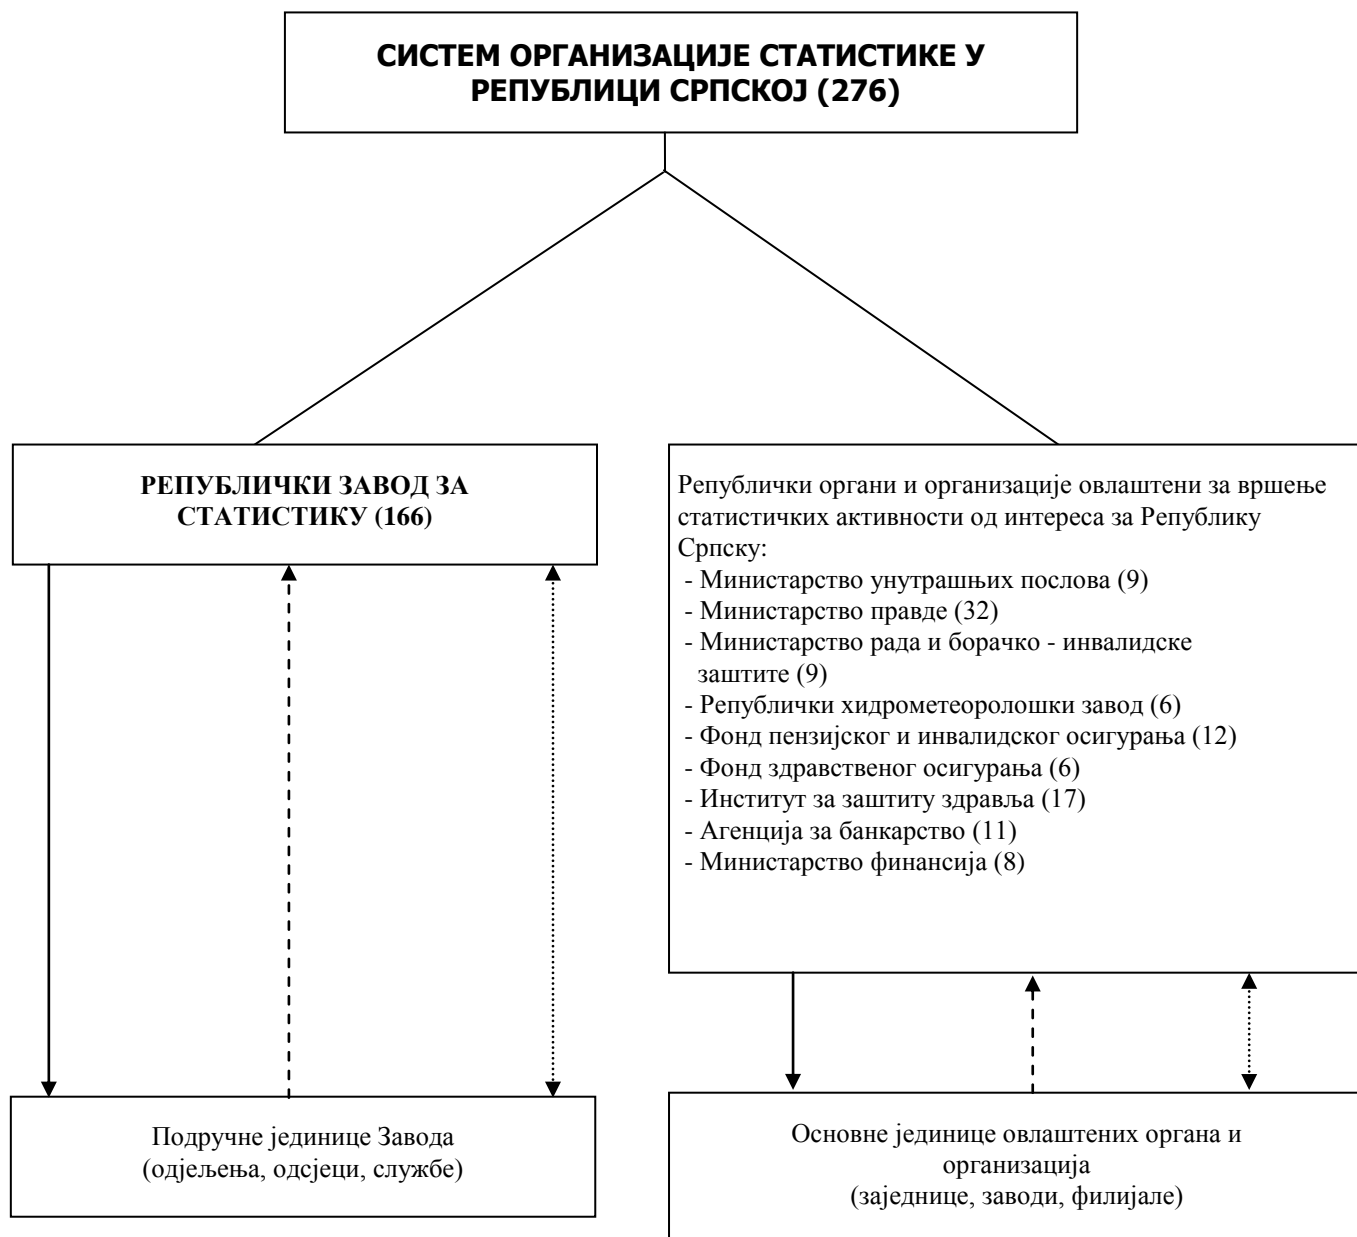 СИСТЕМ ОРГАНИЗАЦИЈЕ СТАТИСТИКЕ У
РЕПУБЛИЦИ СРПСКОЈ (276)
РЕПУБЛИЧКИ ЗАВОД ЗА
СТАТИСТИКУ (166)
Републички органи и организације овлаштени за вршење
статистичких активности од интереса за Републику
Српску:
- Министарство унутрашњих послова (9)
- Министарство правде (32)
- Министарство рада и борачко - инвалидске
заштите (9)
- Републички хидрометеоролошки завод (6)
- Фонд пензијског и инвалидског осигурања (12)
- Фонд здравственог осигурања (6)
- Институт за заштиту здравља (17)
- Агенција за банкарство (11)
- Министарство финансија (8)
Подручне јединице Завода
(одјељења, одсјеци, службе)
Основне јединице овлаштених органа и
организација
(заједнице, заводи, филијале)